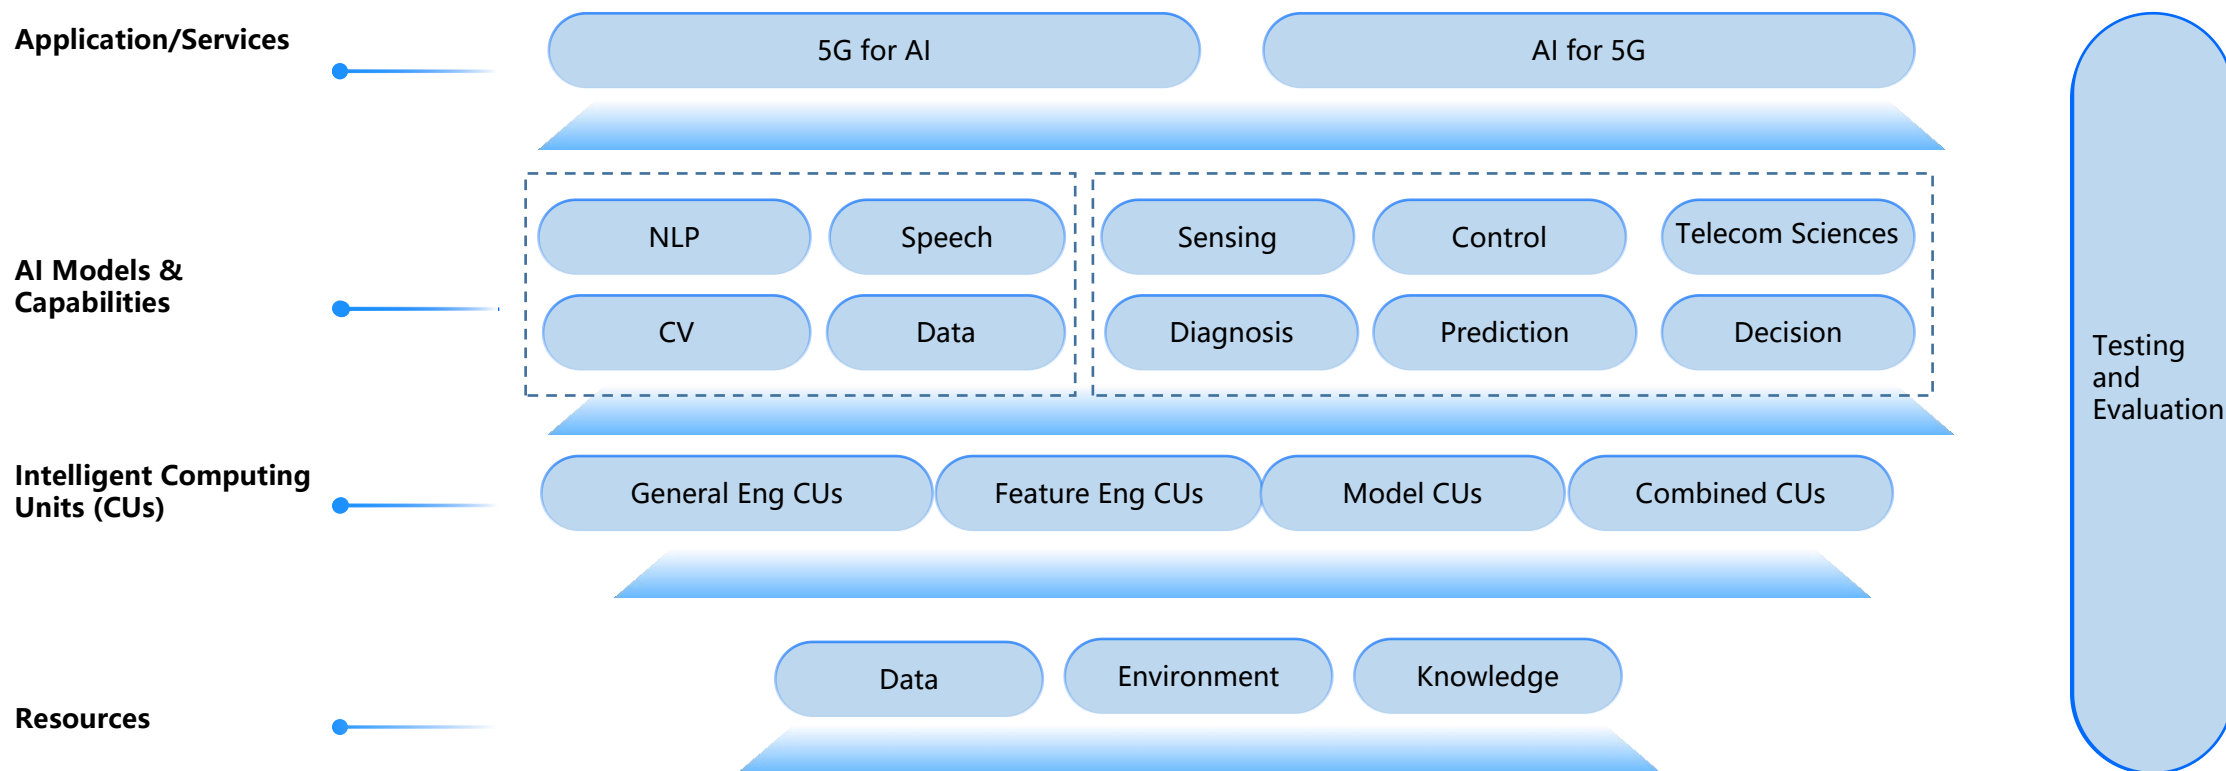 Application/Services
5G for AI
AI for 5G
AI Models &
Capabilities
NLP
Speech
Sensing
Control
Telecom Sciences
CV
Data
Diagnosis
Prediction
Decision
Intelligent Computing
Units (CUs)
General Eng CUs
Feature Eng CUs
Model CUs
Combined CUs
Resources
Data
Environment
Knowledge
Testing
and
Evaluation